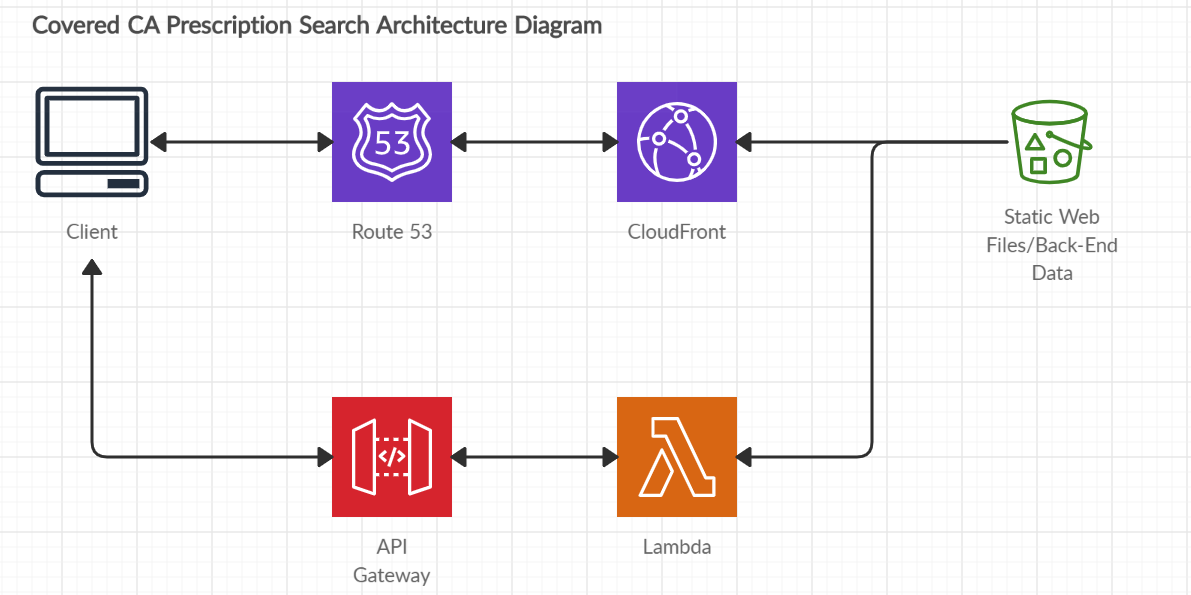 Covered CA Prescription Search Architecture Diagram
53
Client
Route 53
CloudFront
Static Web
Files/Back-End
Data
</>
API
Gateway
Lambda